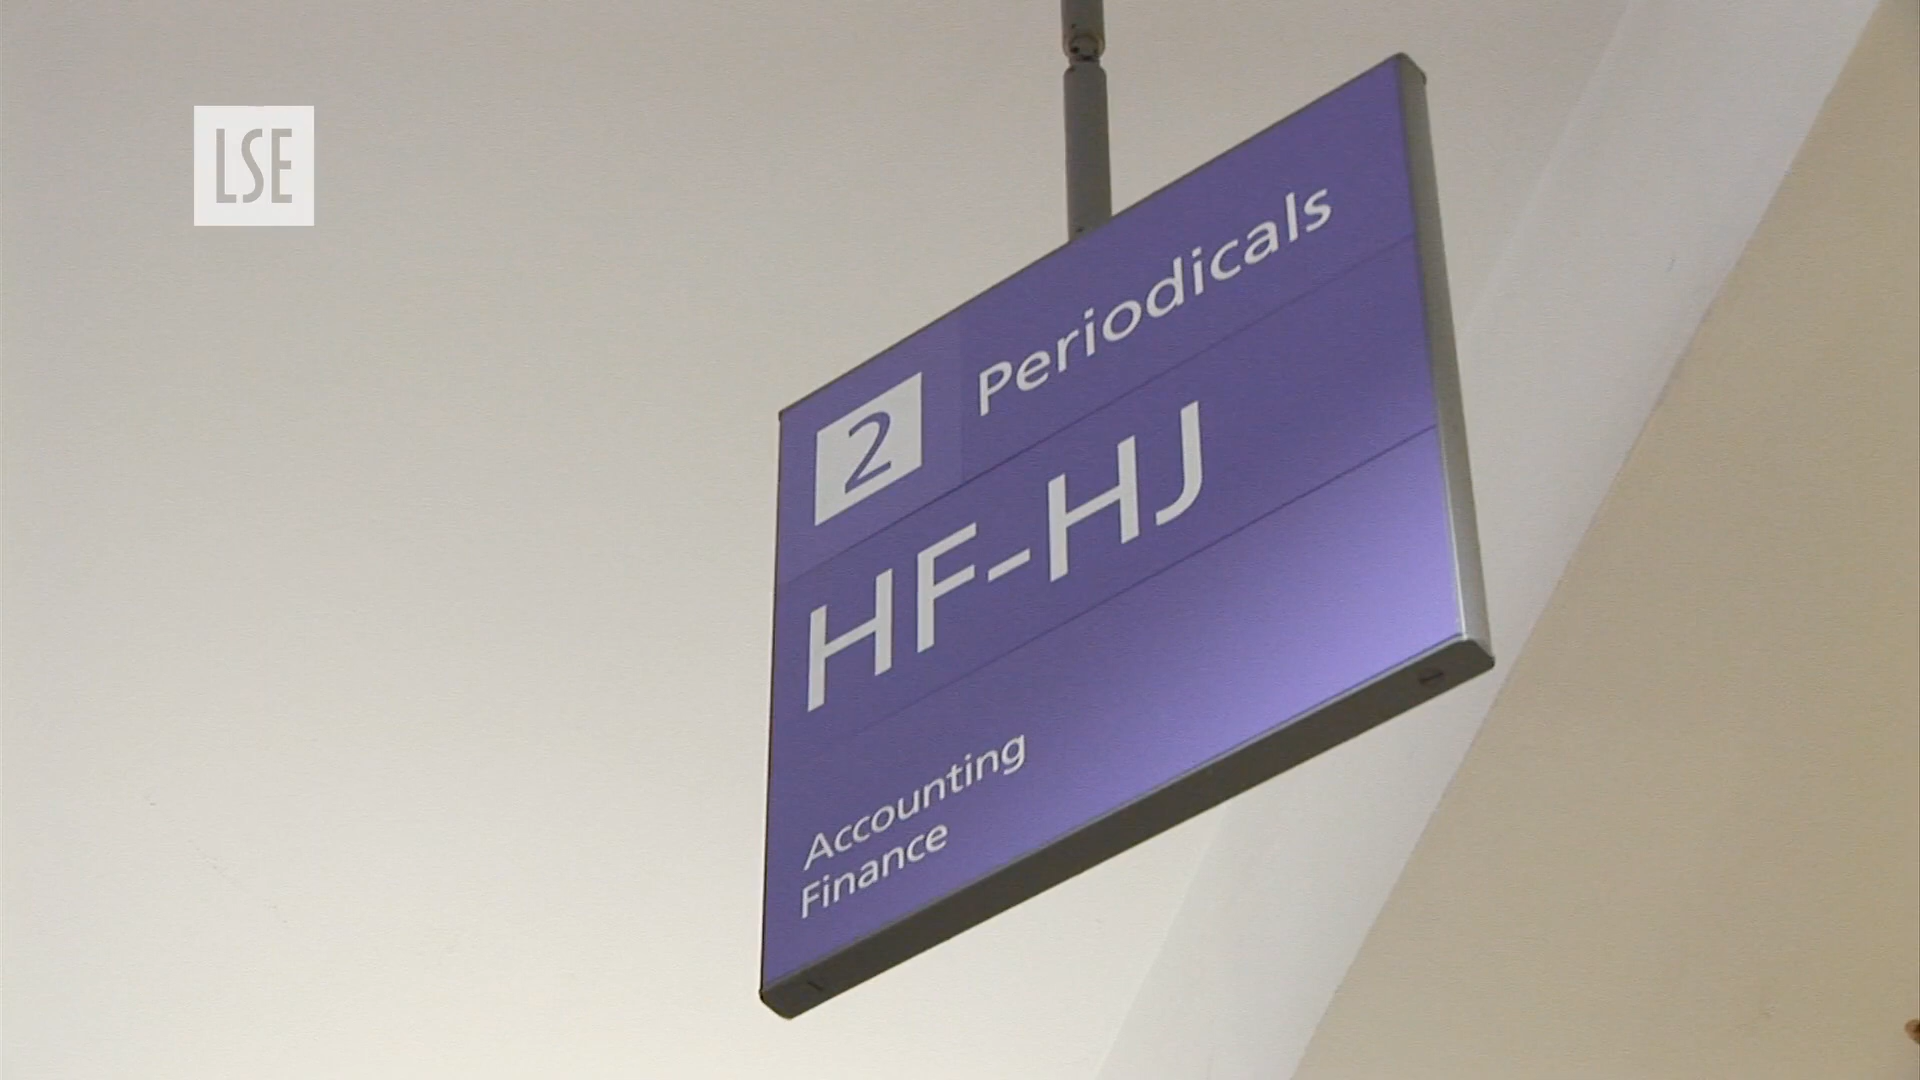 LSE
2 Periodicals
HF-HJ
Accounting
Finance